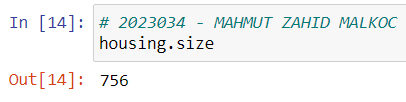 In [14]: # 2023034 - MAHMUT ZAHID MALKOC
housing.size
Out[14]: 756